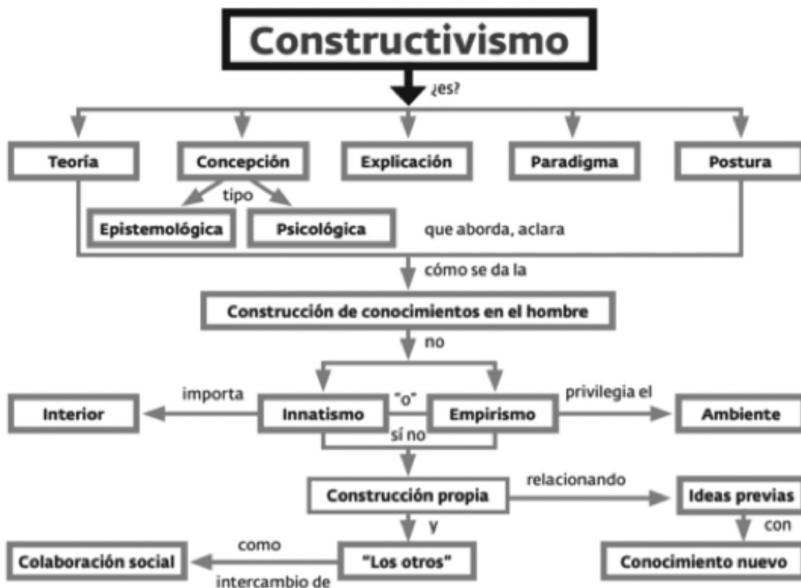 Constructivismo
¿es?
Teoría
Concepción
Explicación
Paradigma
Postura
tipo
Epistemológica
Psicológica
que aborda, aclara
cómo se da la
Construcción de conocimientos en el hombre
no
importa
"o"
privilegia el
Interior
Innatismo
Empirismo
Ambiente
sí no
relacionando
Construcción propia
Ideas previas
y
con
como
Colaboración social
"Los otros"
Conocimiento nuevo
intercambio de